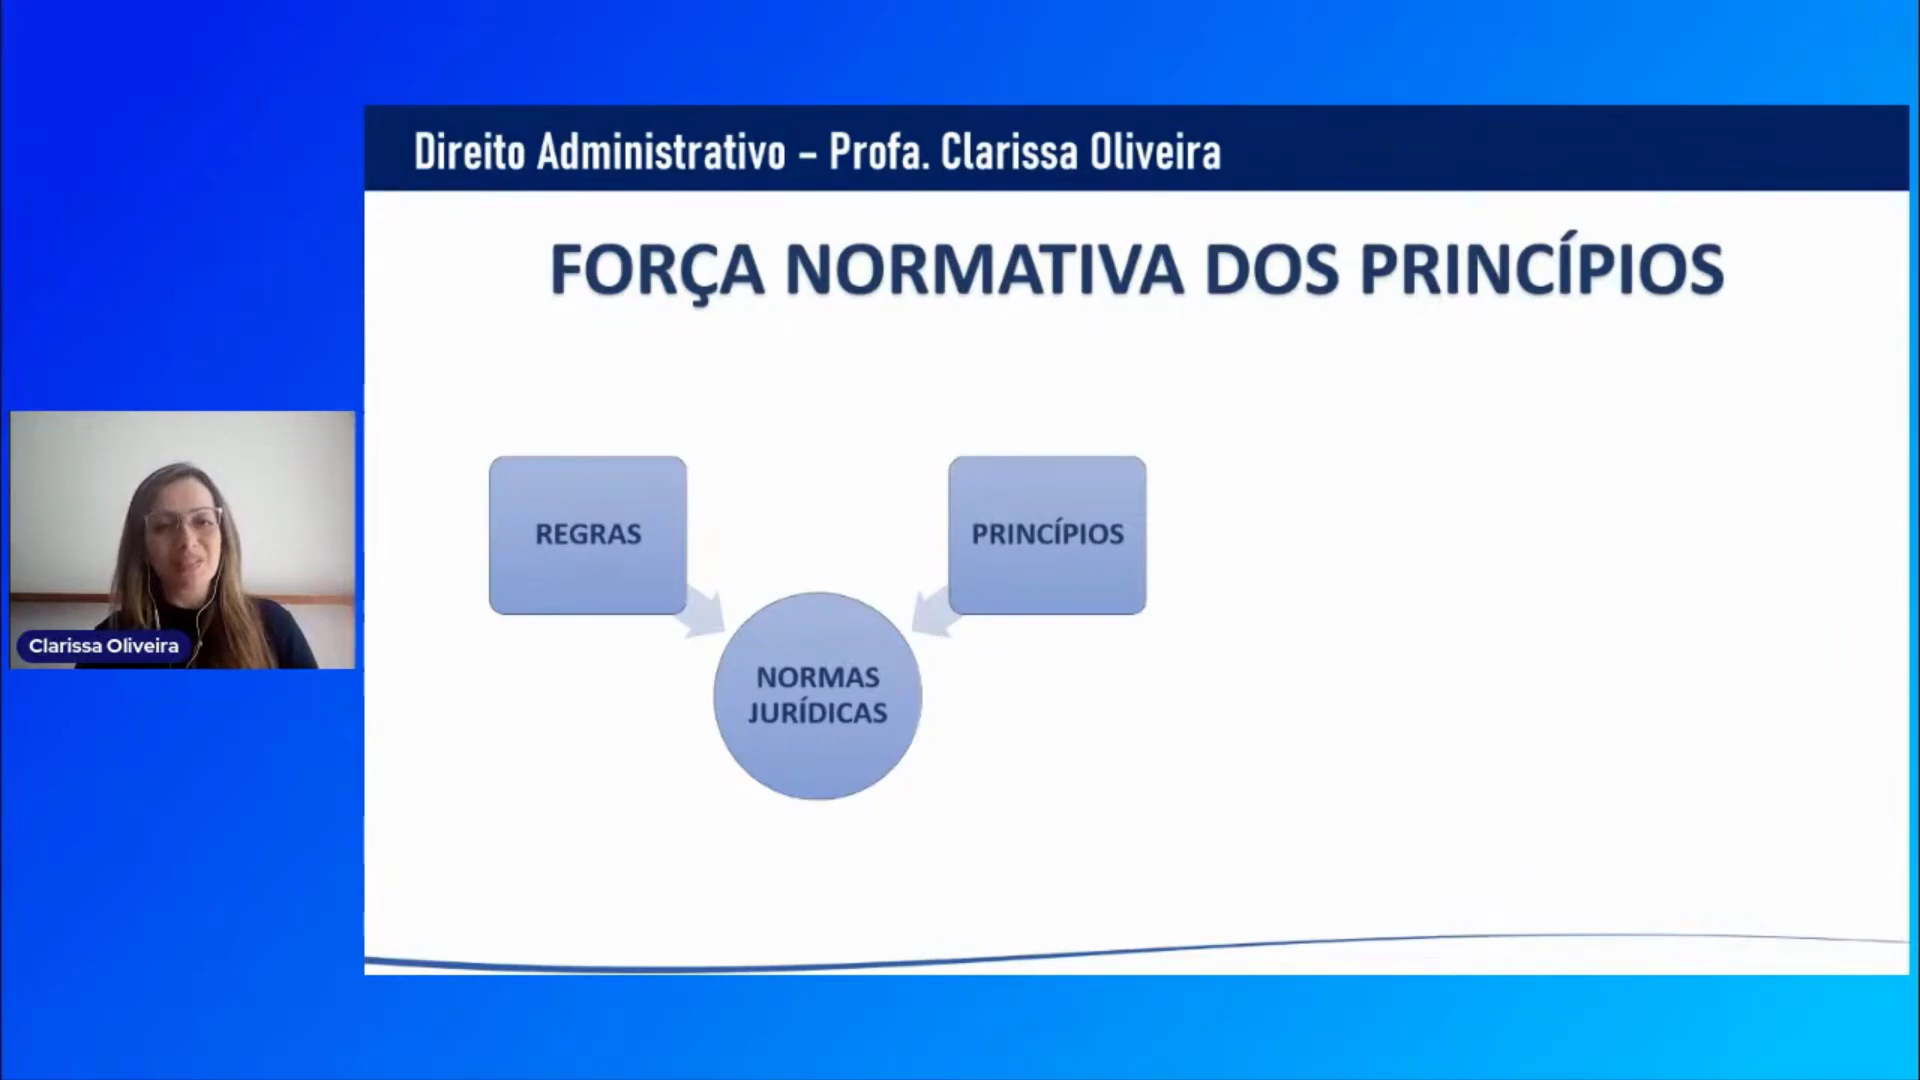 Direito Administrativo – Profa. Clarissa Oliveira
FORÇA NORMATIVA DOS PRINCÍPIOS
REGRAS
PRINCÍPIOS
NORMAS
JURÍDICAS
Clarissa Oliveira